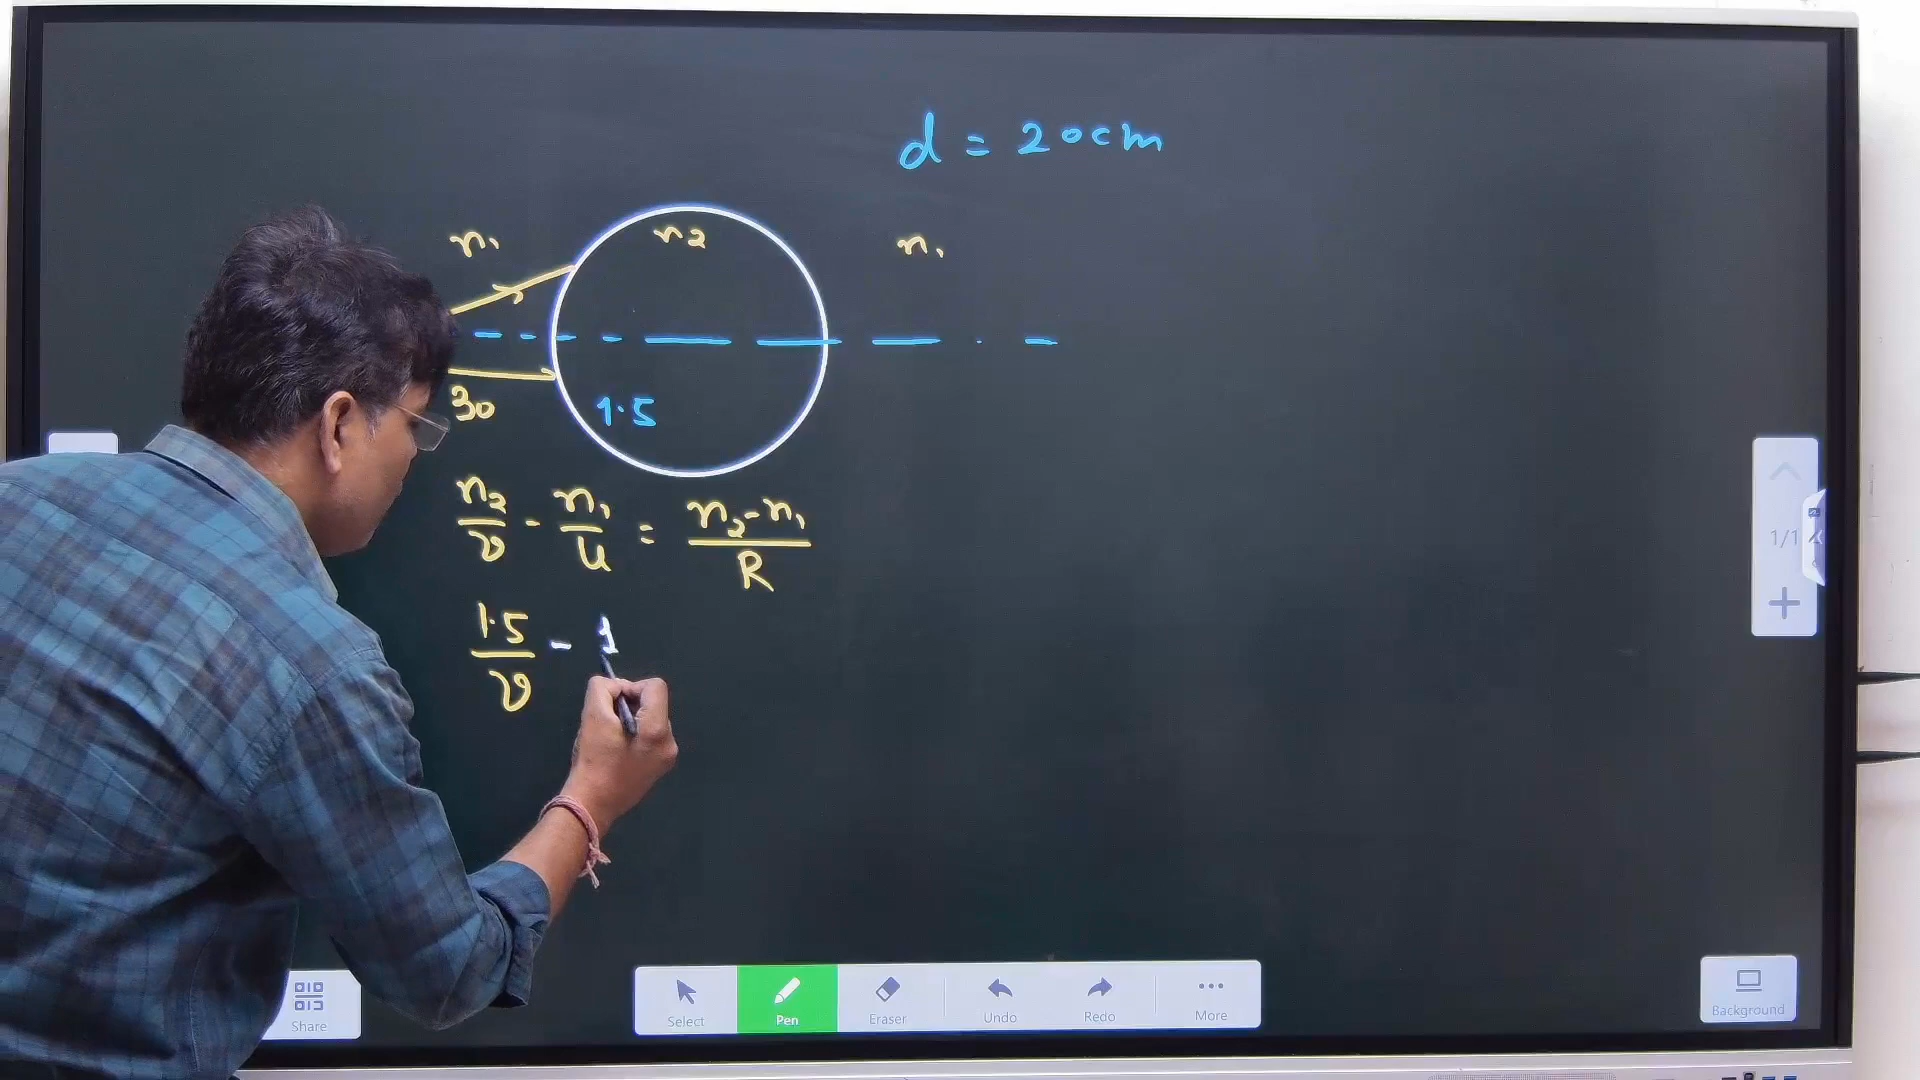 d = 20cm
n₁ n₂ n₁
30 1.5
n₂/v - n₁/u = n₂-n₁/R
1.5/v - 1
1/1
Share
Select Pen Eraser Undo Redo More
Background